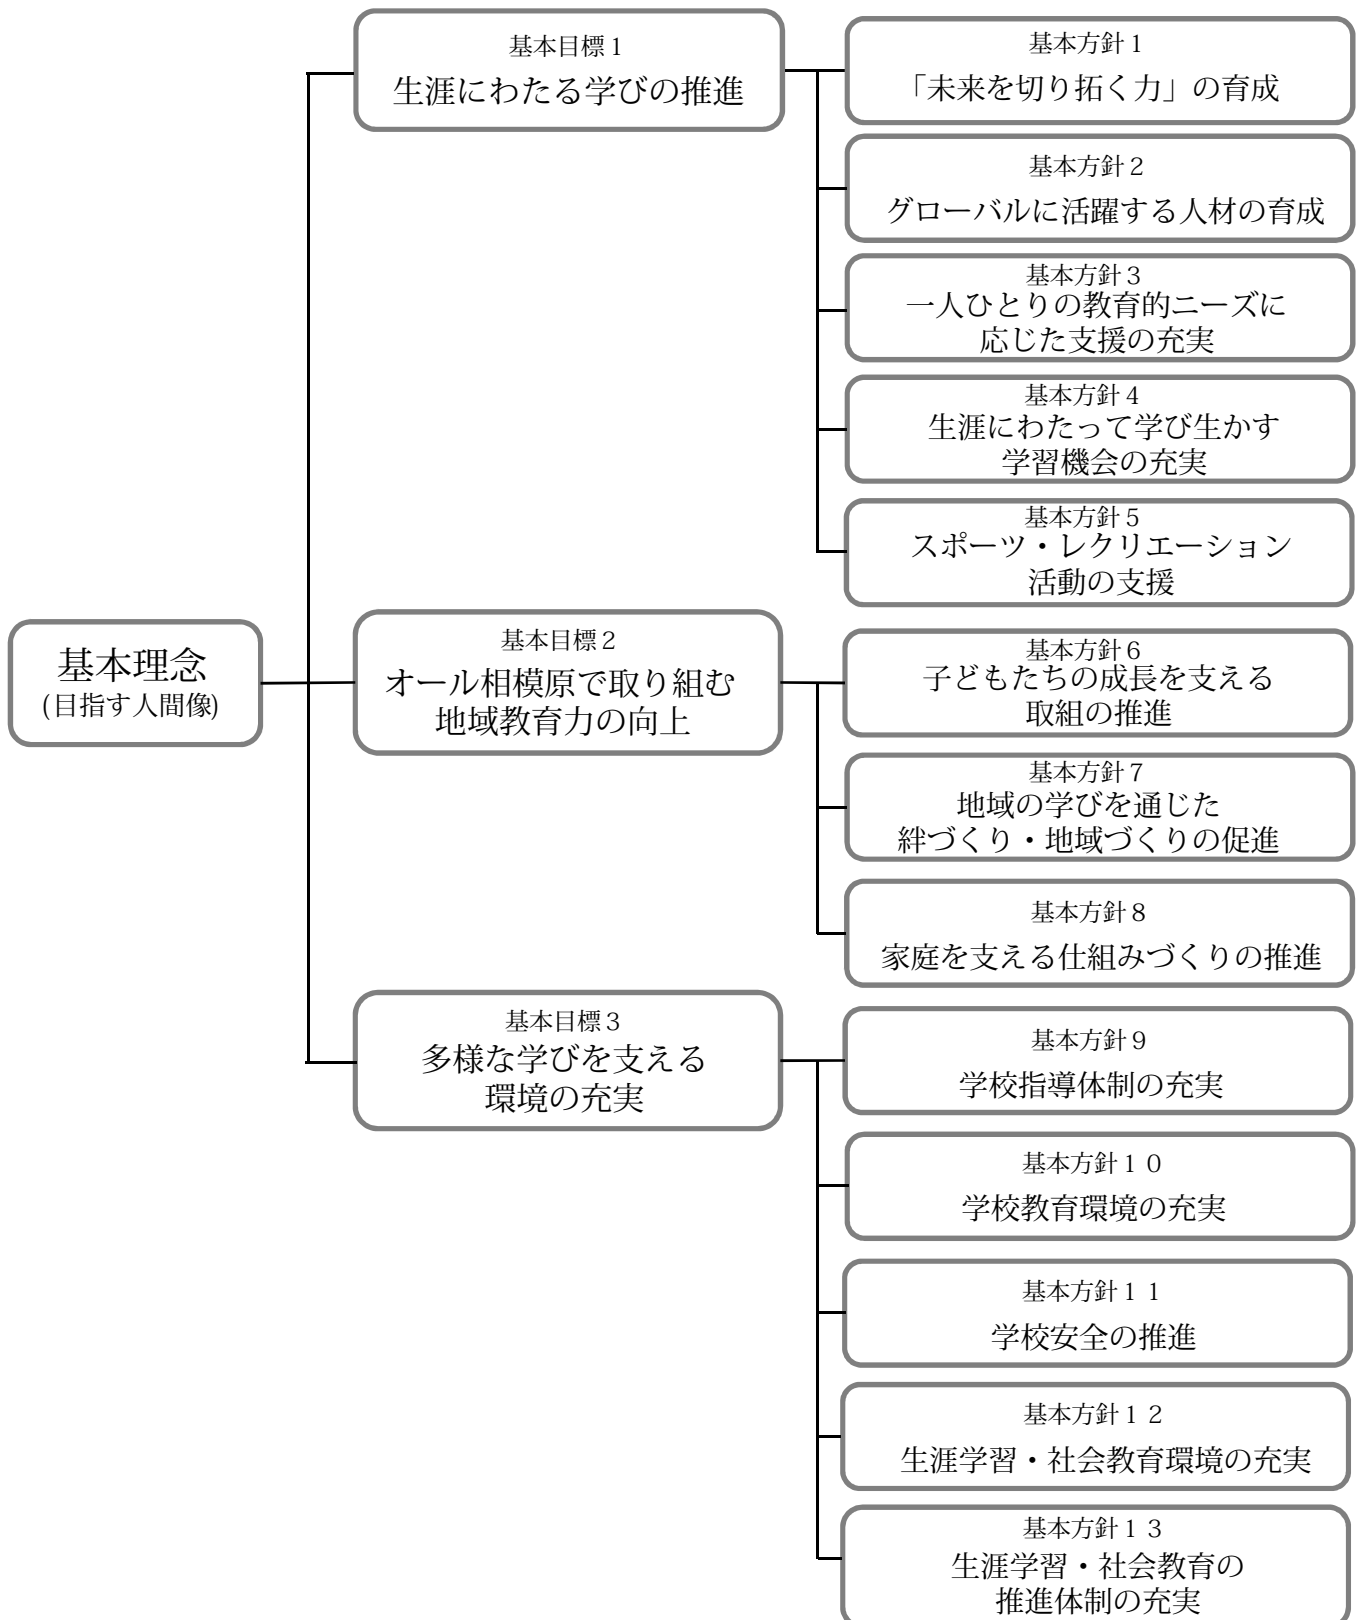 基本理念
(目指す人間像)
基本目標１
生涯にわたる学びの推進
基本方針１
「未来を切り拓く力」の育成
基本方針２
グローバルに活躍する人材の育成
基本方針３
一人ひとりの教育的ニーズに
応じた支援の充実
基本方針４
生涯にわたって学び生かす
学習機会の充実
基本方針５
スポーツ・レクリエーション
活動の支援
基本目標２
オール相模原で取り組む
地域教育力の向上
基本方針６
子どもたちの成長を支える
取組の推進
基本方針７
地域の学びを通じた
絆づくり・地域づくりの促進
基本方針８
家庭を支える仕組みづくりの推進
基本目標３
多様な学びを支える
環境の充実
基本方針９
学校指導体制の充実
基本方針１０
学校教育環境の充実
基本方針１１
学校安全の推進
基本方針１２
生涯学習・社会教育環境の充実
基本方針１３
生涯学習・社会教育の
推進体制の充実